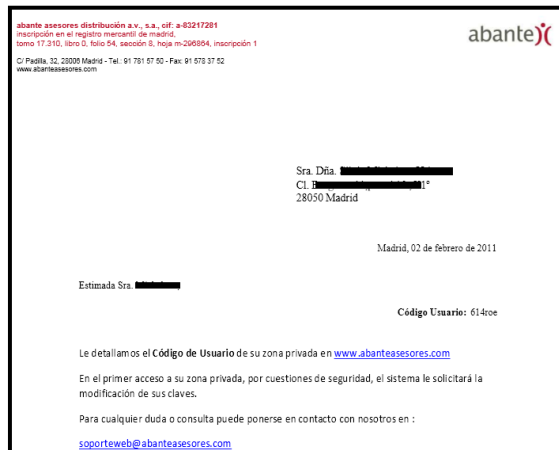 abante asesores distribución a.v., s.a., cif: a-83217281
inscripción en el registro mercantil de madrid.
tomo 17.310, libro 0, folio 54, sección 8, hoja m-296864, inscripción 1
C/ Padilla, 32, 28006 Madrid - Tel.: 91 781 57 50 - Fax: 91 578 37 52
www.abanteasesores.com
abante
Sra. Dña.
Cl. 1°
28050 Madrid
Madrid, 02 de febrero de 2011
Estimada Sra.
Código Usuario: 614roe
Le detallamos el Código de Usuario de su zona privada en www.abanteasesores.com
En el primer acceso a su zona privada, por cuestiones de seguridad, el sistema le solicitará la
modificación de sus claves.
Para cualquier duda o consulta puede ponerse en contacto con nosotros en :
soporteweb@abanteasesores.com